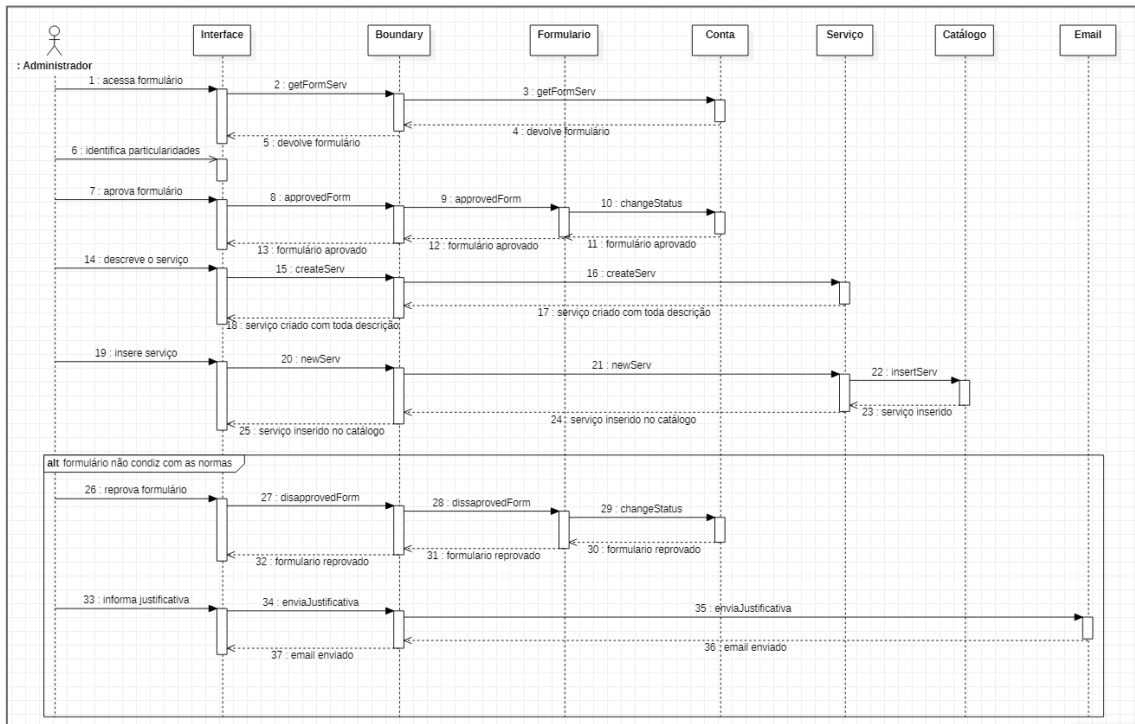 Interface
Boundary
Formulario
Conta
Serviço
Catálogo
Email
: Administrador
1 : acessa formulário
2 : getFormServ
3 : getFormServ
4 : devolve formulário
5 : devolve formulário
6 : identifica particularidades
7 : aprova formulário
8 : approvedForm
9 : approvedForm
10 : changeStatus
11 : formulário aprovado
12 : formulário aprovado
13 : formulário aprovado
14 : descreve o serviço
15 : createServ
16 : createServ
17 : serviço criado com toda descrição
18 : serviço criado com toda descrição
19 : insere serviço
20 : newServ
21 : newServ
22 : insertServ
23 : serviço inserido
24 : serviço inserido no catálogo
25 : serviço inserido no catálogo
alt formulário não condiz com as normas
26 : reprova formulário
27 : disapprovedForm
28 : dissaprovedForm
29 : changeStatus
30 : formulario reprovado
31 : formulario reprovado
32 : formulario reprovado
33 : informa justificativa
34 : enviaJustificativa
35 : enviaJustificativa
36 : email enviado
37 : email enviado